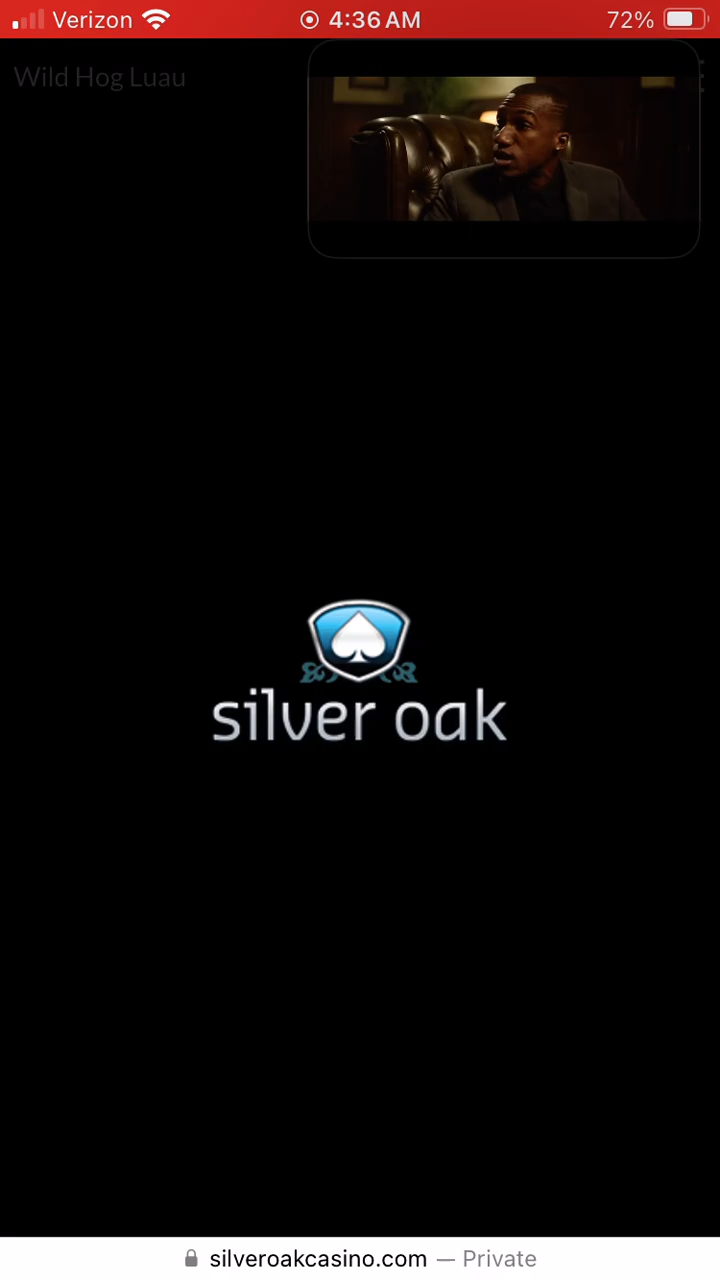 Verizon 4:36 AM 72%
Wild Hog Luau
silver oak
silveroakcasino.com — Private